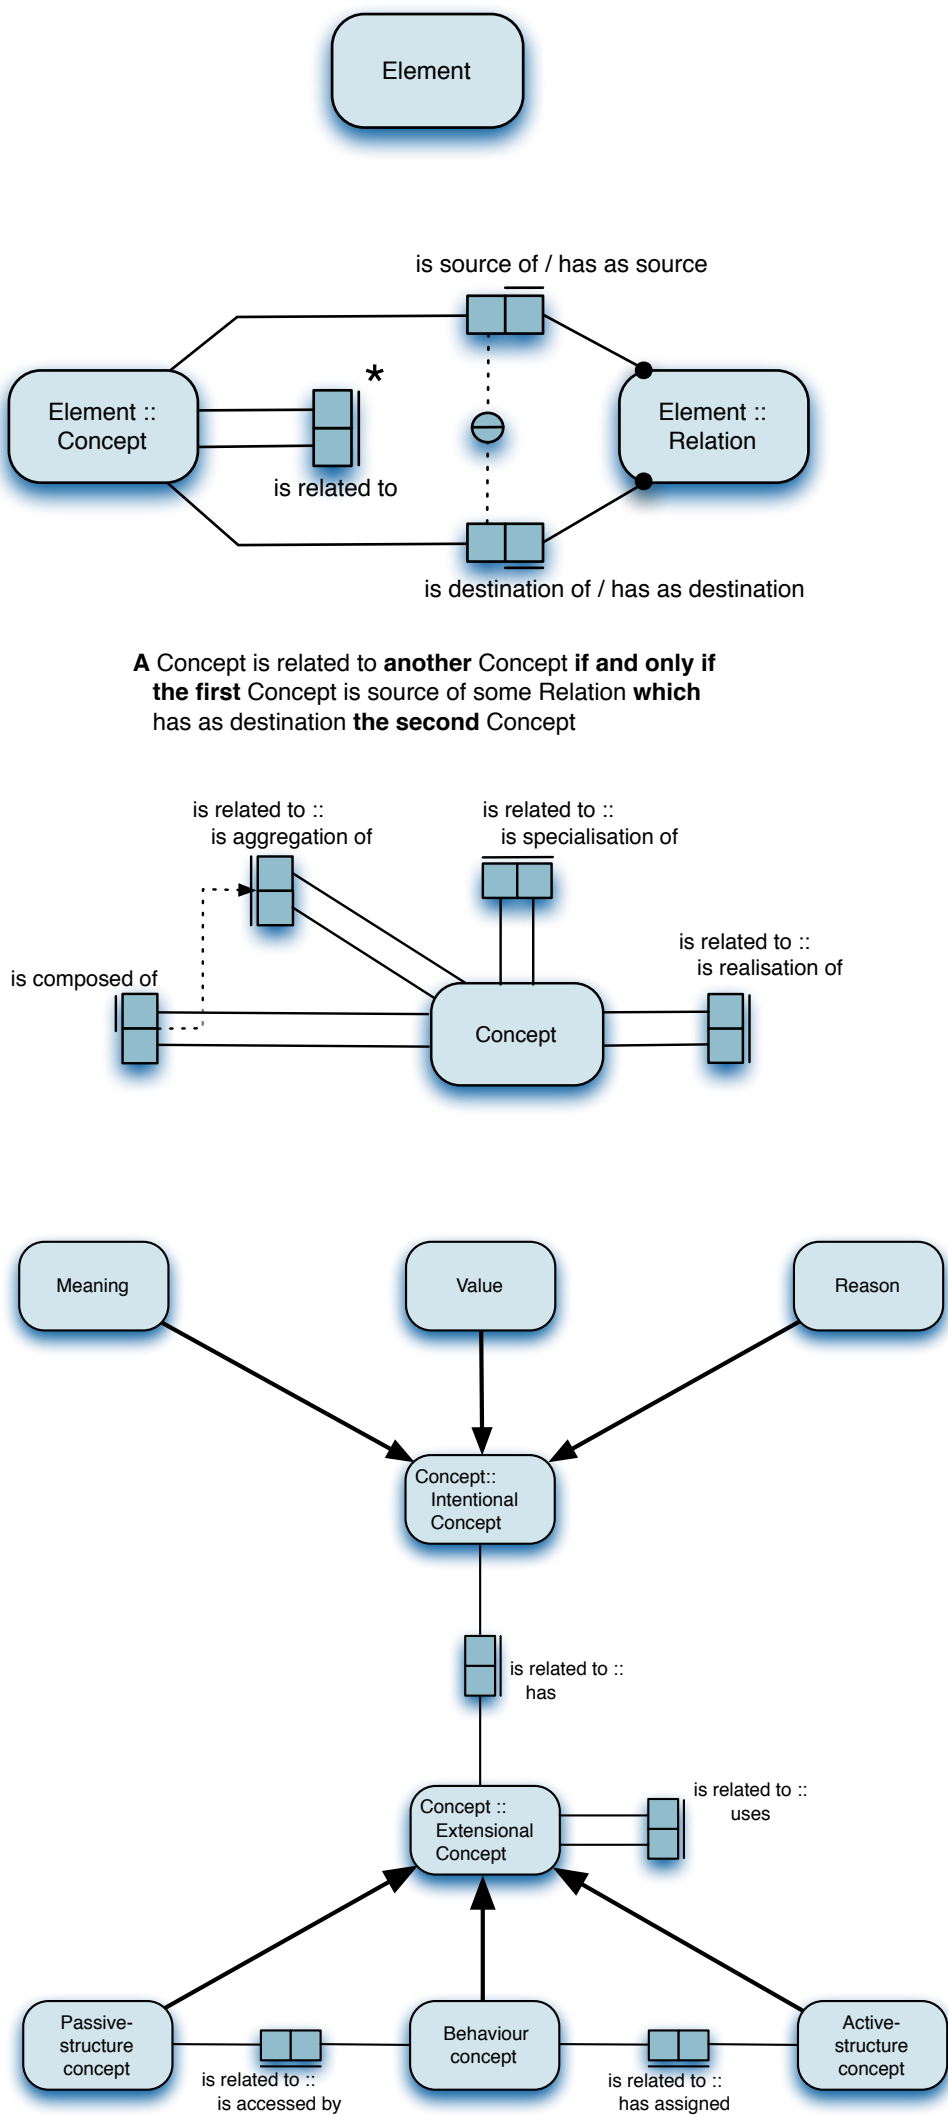 Element
is source of / has as source
*
Element ::
Concept
Element ::
Relation
is related to
is destination of / has as destination
A Concept is related to another Concept if and only if
the first Concept is source of some Relation which
has as destination the second Concept
is related to ::
is aggregation of
is related to ::
is specialisation of
is related to ::
is realisation of
is composed of
Concept
Meaning
Value
Reason
Concept::
Intentional
Concept
is related to ::
has
Concept ::
Extensional
Concept
is related to ::
uses
Passive-
structure
concept
Behaviour
concept
Active-
structure
concept
is related to ::
is accessed by
is related to ::
has assigned